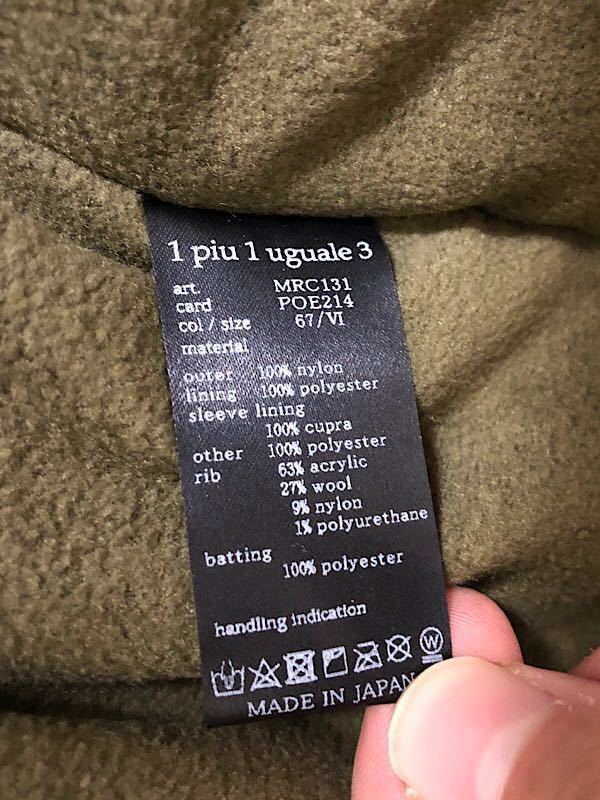 1 piu 1 uguale 3
art. MRC131
card POE214
col / size 67/VI
material
outer 100% nylon
lining 100% polyester
sleeve lining
100% cupra
other 100% polyester
rib 63% acrylic
27% wool
9% nylon
1% polyurethane
batting
100% polyester
handling indication
W
MADE IN JAPAN